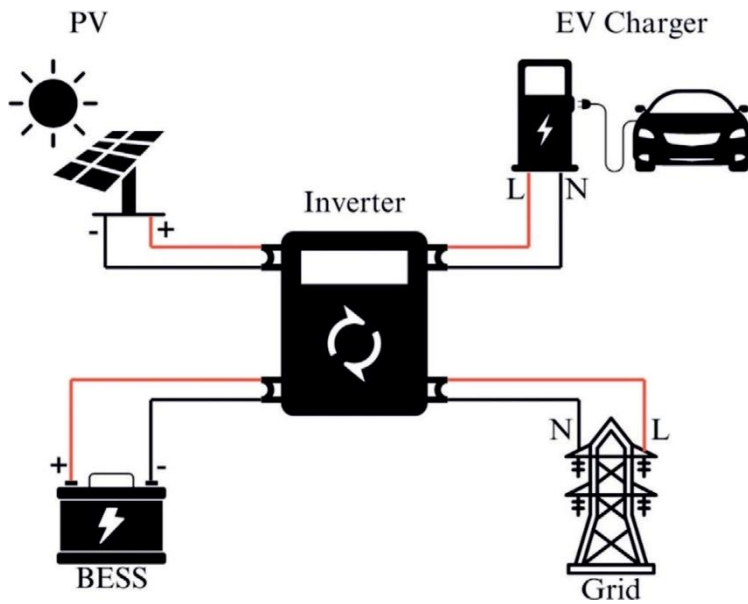 PV
EV Charger
L N
Inverter
- +
+ -
N L
BESS
Grid